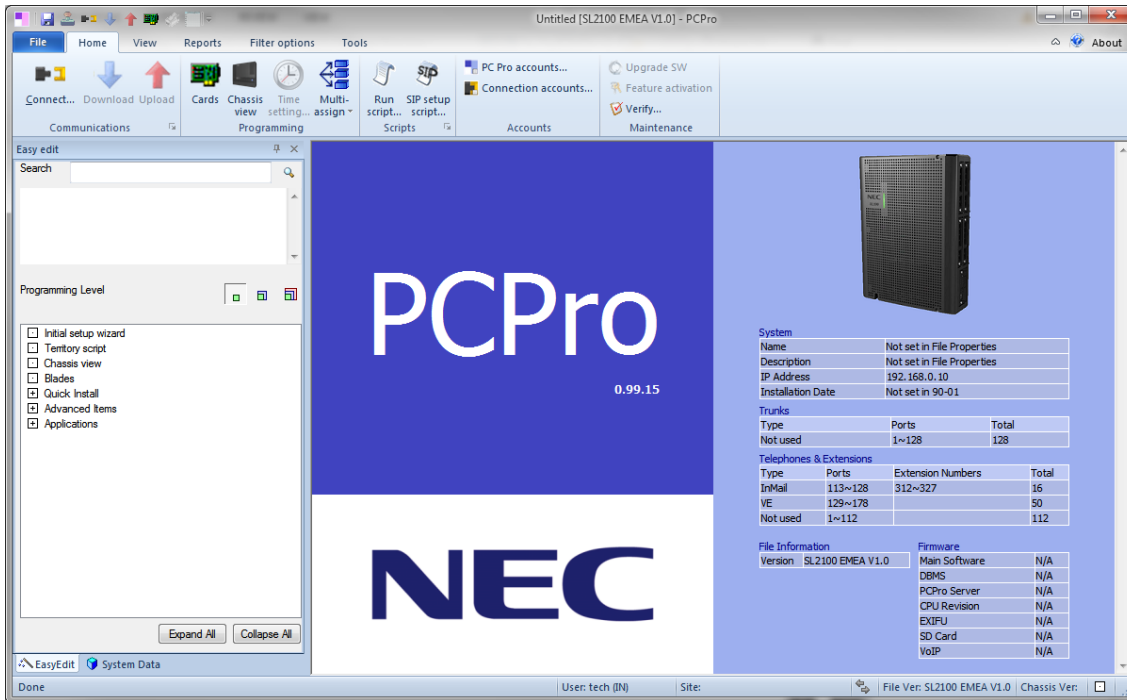 Untitled [SL2100 EMEA V1.0] - PCPro
File Home View Reports Filter options Tools About
Connect... Download Upload Cards Chassis view Time setting... Multi-assign Run script... SIP setup script... PC Pro accounts... Upgrade SW
Connection accounts... Feature activation
Verify...
Communications Programming Scripts Accounts Maintenance
Easy edit
Search
Programming Level
Initial setup wizard
Territory script
Chassis view
Blades
Quick Install
Advanced Items
Applications
Expand All Collapse All
EasyEdit System Data
PCPro
0.99.15
NEC
NEC
System
Name Not set in File Properties
Description Not set in File Properties
IP Address 192.168.0.10
Installation Date Not set in 90-01
Trunks
Type Ports Total
Not used 1~128 128
Telephones & Extensions
Type Ports Extension Numbers Total
InMail 113~128 312~327 16
VE 129~178 50
Not used 1~112 112
File Information
Version SL2100 EMEA V1.0
Firmware
Main Software N/A
DBMS N/A
PCPro Server N/A
CPU Revision N/A
EXIFU N/A
SD Card N/A
VoIP N/A
Done User: tech (IN) Site: File Ver: SL2100 EMEA V1.0 Chassis Ver: